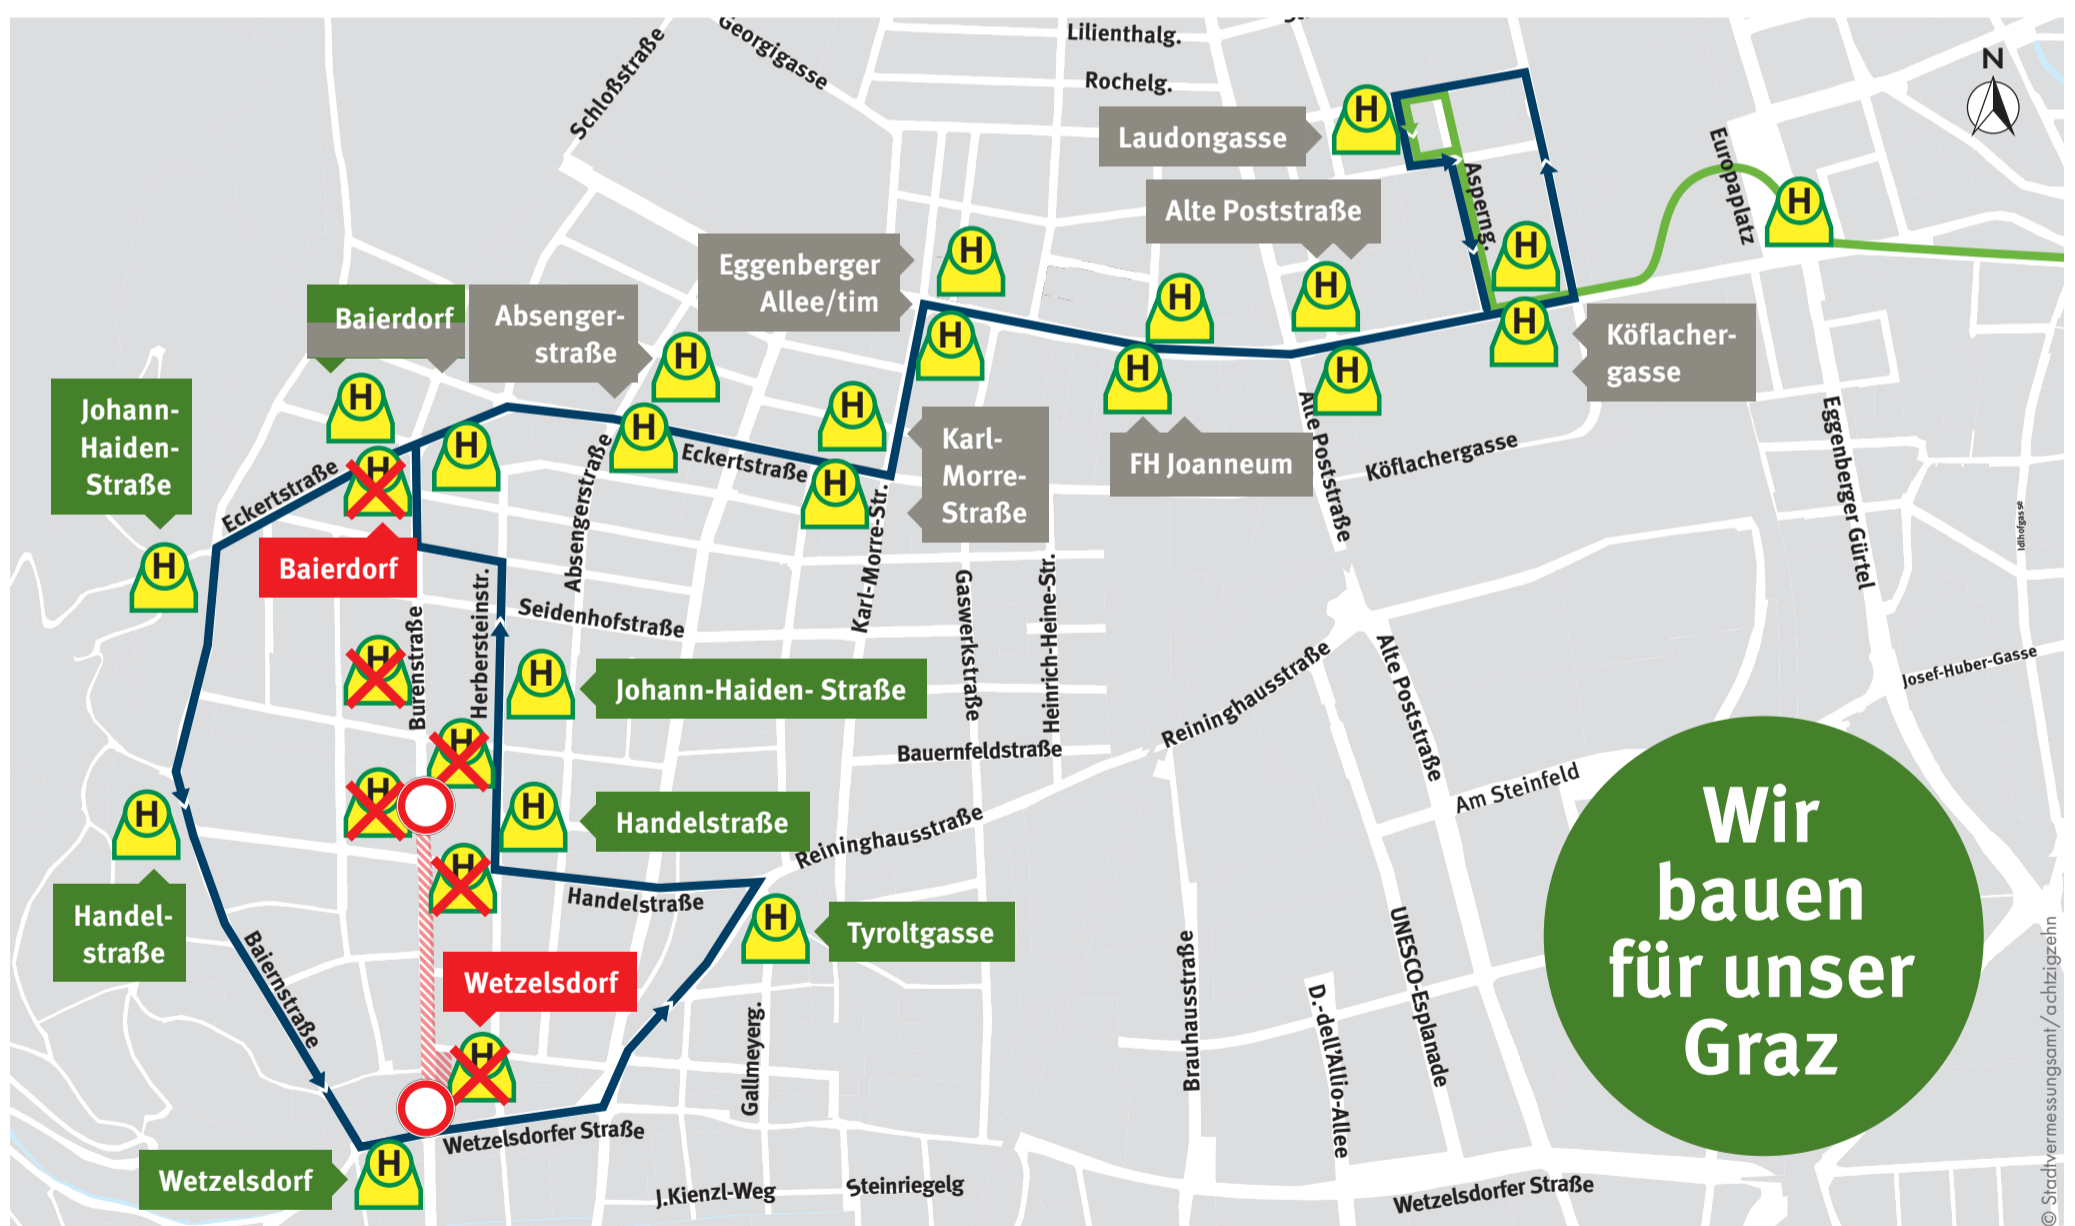 Georgigasse
Schloßstraße
Lilienthalg.
Rochelg.
N
Laudongasse
H
Asperng.
Europaplatz
H
Alte Poststraße
H
H
Eggenberger
Allee/tim
H
H
H
H
H
H
Köflacher-
gasse
Baierdorf
Absenger-
straße
H
H
H
H
H
H
Johann-
Haiden-
Straße
H
Eckertstraße
Eckertstraße
H
Baierdorf
Karl-
Morre-
Straße
FH Joanneum
Alte Poststraße
Köflachergasse
Eggenberger Gürtel
Idlhofgasse
Absengerstraße
Karl-Morre-Str.
H
Burenstraße
Herbersteinstr.
Seidenhofstraße
Gaswerkstraße
Heinrich-Heine-Str.
H
H
Johann-Haiden- Straße
Reininghausstraße
Alte Poststraße
Josef-Huber-Gasse
Bauernfeldstraße
H
H
H
H
Handelstraße
H
Reininghausstraße
Am Steinfeld
Handel-
straße
Handelstraße
H
Tyroltgasse
Baiernstraße
Wetzelsdorf
H
Gallmeyerg.
Brauhausstraße
D.-dell'Allio-Allee
UNESCO-Esplanade
Wir
bauen
für unser
Graz
Wetzelsdorfer Straße
Wetzelsdorf
H
J.Kienzl-Weg
Steinriegelg
Wetzelsdorfer Straße
© Stadtvermessungsamt/achtzigzehn